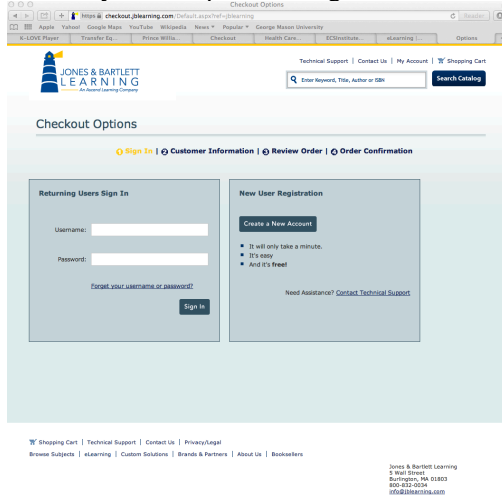 Checkout Options
https checkout.jblearning.com/Default.aspx?ref=jblearning
Reader
Apple Yahoo! Google Maps YouTube Wikipedia News Popular George Mason University
K-LOVE Player Transfer Eq... Prince Willia... Checkout Health Care... ECSInstitute... eLearning |... Options
Technical Support | Contact Us | My Account | Shopping Cart
JONES & BARTLETT
LEARNING
An Ascend Learning Company
Enter Keyword, Title, Author or ISBN
Search Catalog
Checkout Options
1 Sign In | 2 Customer Information | 3 Review Order | 4 Order Confirmation
Returning Users Sign In
Username:
Password:
Forget your username or password?
Sign In
New User Registration
Create a New Account
It will only take a minute.
It's easy
And it's free!
Need Assistance? Contact Technical Support
Shopping Cart | Technical Support | Contact Us | Privacy/Legal
Browse Subjects | eLearning | Custom Solutions | Brands & Partners | About Us | Booksellers
Jones & Bartlett Learning
5 Wall Street
Burlington, MA 01803
800-832-0034
info@jblearning.com